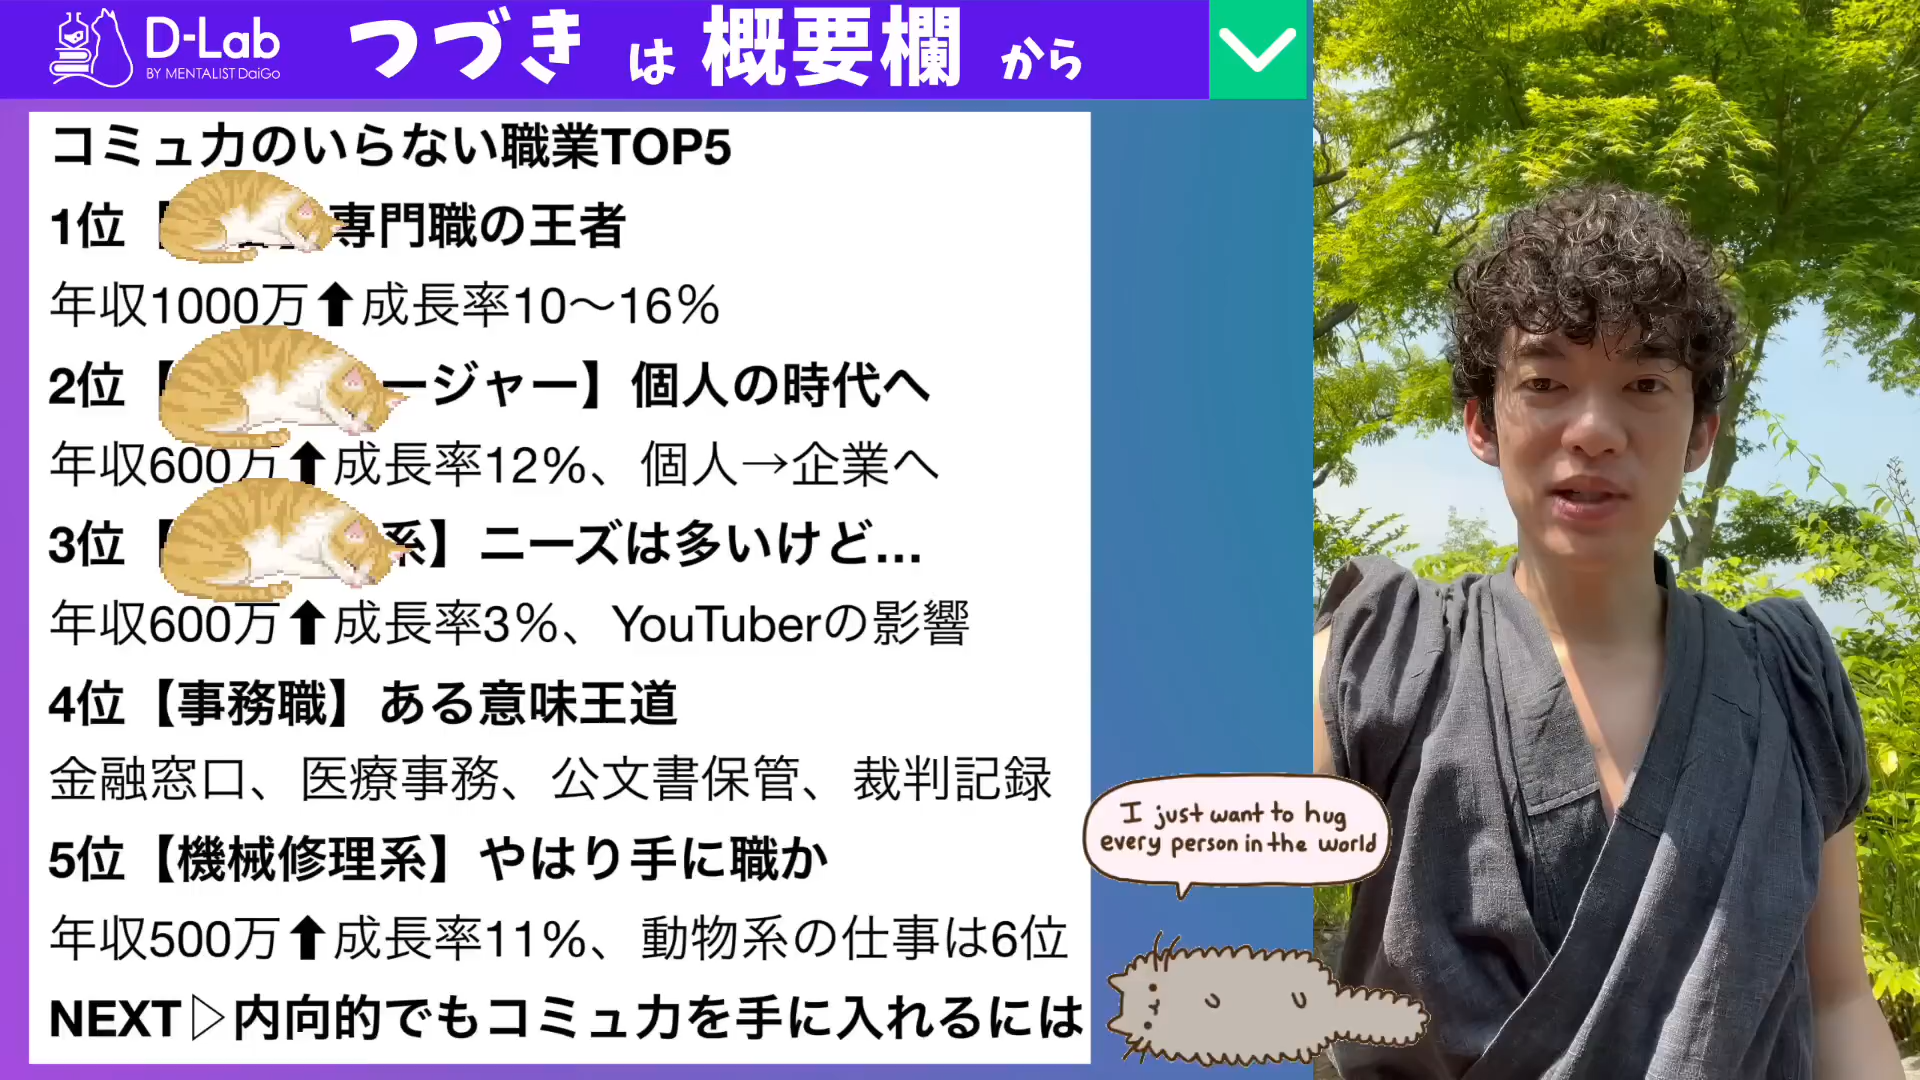 D-Lab
BY MENTALIST DaiGo
つづきは概要欄から
コミュ力のいらない職業TOP5
1位【専門職の王者
年収1000万⬆成長率10〜16%
2位【ージャー】個人の時代へ
年収600万⬆成長率12%、個人→企業へ
3位【系】ニーズは多いけど...
年収600万⬆成長率3%、YouTuberの影響
4位【事務職】ある意味王道
金融窓口、医療事務、公文書保管、裁判記録
5位【機械修理系】やはり手に職か
年収500万⬆成長率11%、動物系の仕事は6位
NEXT▷内向的でもコミュ力を手に入れるには
I just want to hug
every person in the world